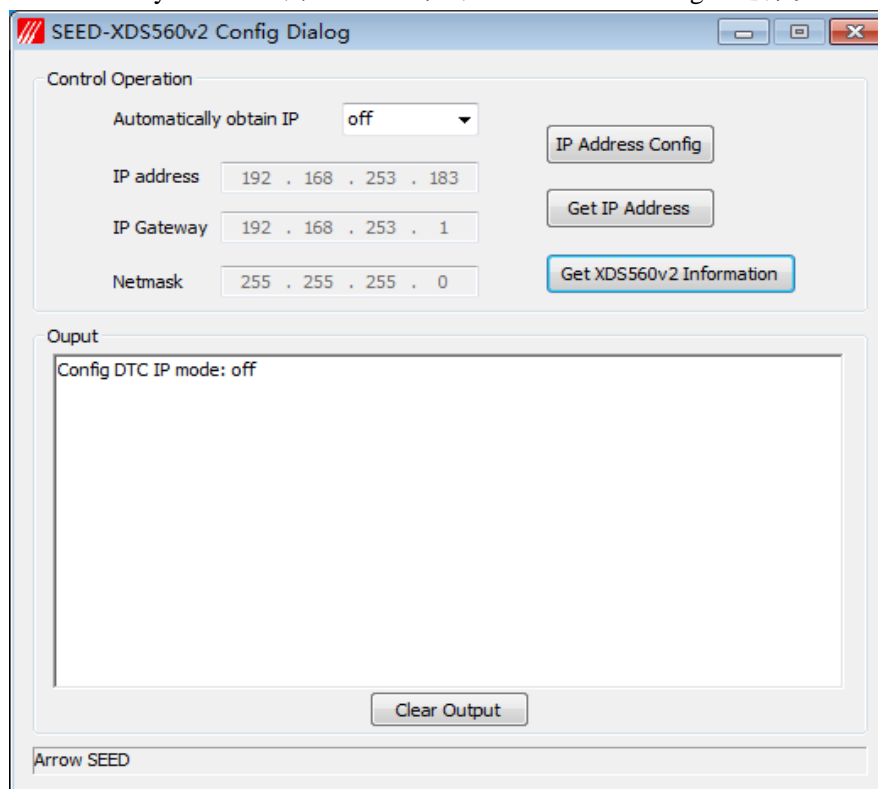 SEED-XDS560v2 Config Dialog
Control Operation
Automatically obtain IP off
IP Address Config
IP address 192 . 168 . 253 . 183
Get IP Address
IP Gateway 192 . 168 . 253 . 1
Get XDS560v2 Information
Netmask 255 . 255 . 255 . 0
Ouput
Config DTC IP mode: off
Clear Output
Arrow SEED